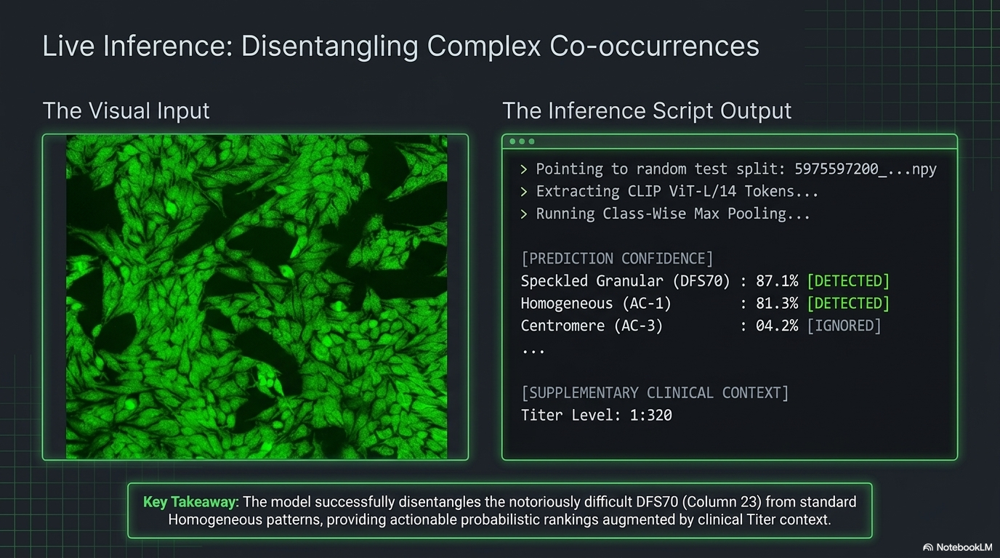 Live Inference: Disentangling Complex Co-occurrences
The Visual Input
The Inference Script Output
> Pointing to random test split: 5975597200_...npy
> Extracting CLIP ViT-L/14 Tokens...
> Running Class-Wise Max Pooling...
[PREDICTION CONFIDENCE]
Speckled Granular (DFS70) : 87.1% [DETECTED]
Homogeneous (AC-1) : 81.3% [DETECTED]
Centromere (AC-3) : 04.2% [IGNORED]
...
[SUPPLEMENTARY CLINICAL CONTEXT]
Titer Level: 1:320
Key Takeaway: The model successfully disentangles the notoriously difficult DFS70 (Column 23) from standard
Homogeneous patterns, providing actionable probabilistic rankings augmented by clinical Titer context.
NotebookLM